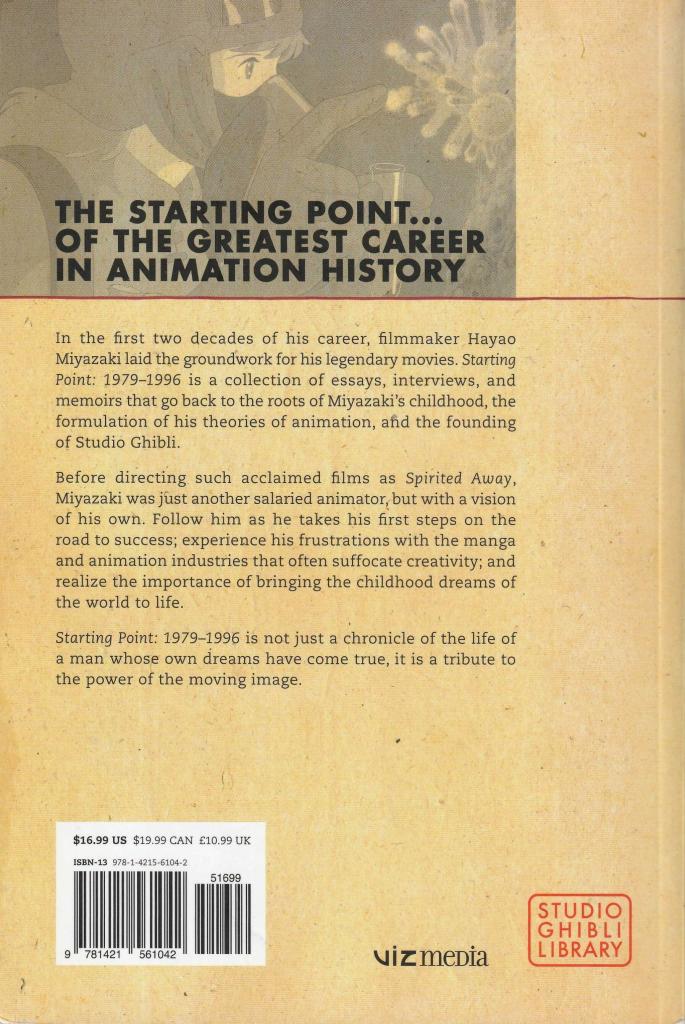 THE STARTING POINT...
OF THE GREATEST CAREER
IN ANIMATION HISTORY
In the first two decades of his career, filmmaker Hayao
Miyazaki laid the groundwork for his legendary movies. Starting
Point: 1979–1996 is a collection of essays, interviews, and
memoirs that go back to the roots of Miyazaki's childhood, the
formulation of his theories of animation, and the founding
of Studio Ghibli.
Before directing such acclaimed films as Spirited Away,
Miyazaki was just another salaried animator, but with a vision
of his own. Follow him as he takes his first steps on the
road to success; experience his frustrations with the manga
and animation industries that often suffocate creativity; and
realize the importance of bringing the childhood dreams of
the world to life.
Starting Point: 1979–1996 is not just a chronicle of the life of
a man whose own dreams have come true, it is a tribute to
the power of the moving image.
$16.99 US $19.99 CAN £10.99 UK
ISBN-13 978-1-4215-6104-2
51699
9 781421 561042
viz media
STUDIO
GHIBLI
LIBRARY